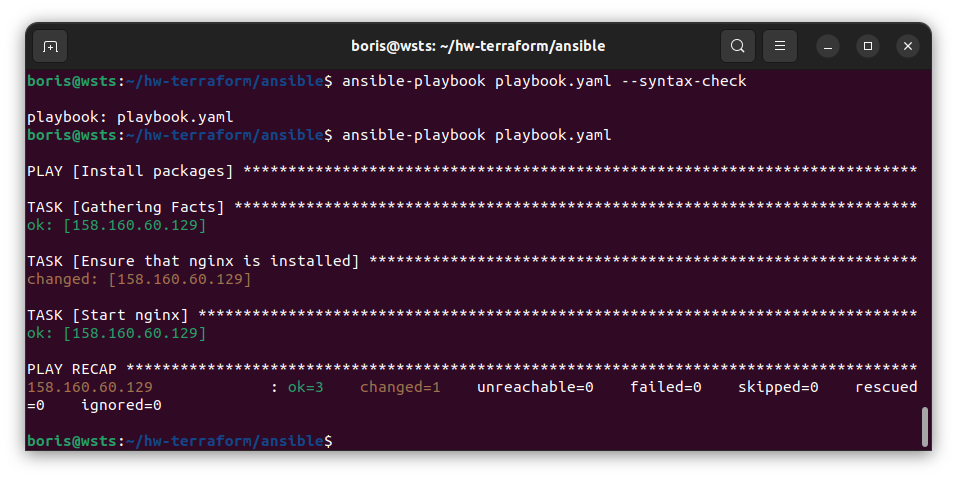 boris@wsts: ~/hw-terraform/ansible
boris@wsts:~/hw-terraform/ansible$ ansible-playbook playbook.yaml --syntax-check
playbook: playbook.yaml
boris@wsts:~/hw-terraform/ansible$ ansible-playbook playbook.yaml
PLAY [Install packages] ***************************************************************************
TASK [Gathering Facts] ****************************************************************************
ok: [158.160.60.129]
TASK [Ensure that nginx is installed] *************************************************************
changed: [158.160.60.129]
TASK [Start nginx] ********************************************************************************
ok: [158.160.60.129]
PLAY RECAP ****************************************************************************************
158.160.60.129             : ok=3    changed=1    unreachable=0    failed=0    skipped=0    rescued
=0    ignored=0
boris@wsts:~/hw-terraform/ansible$